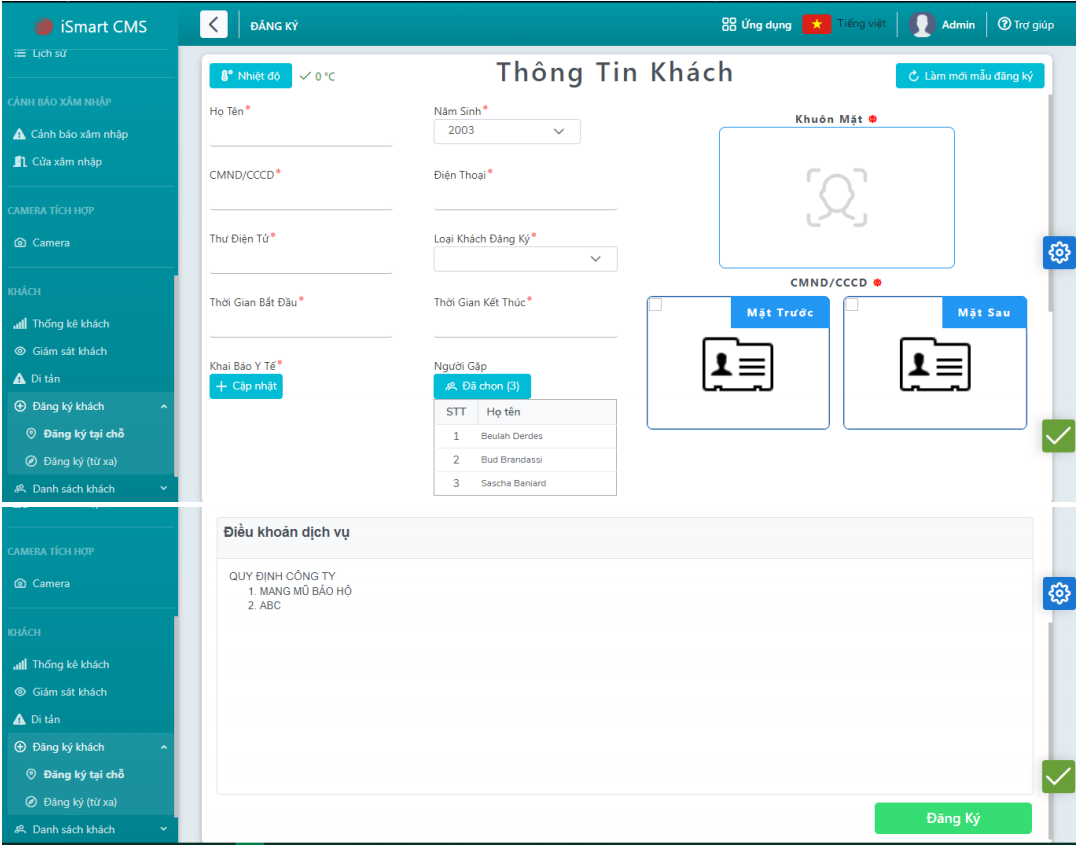 iSmart CMS
ĐĂNG KÝ
Ứng dụng
Tiếng việt
Admin
Trợ giúp
Lịch sử
CẢNH BÁO XÂM NHẬP
Cảnh báo xâm nhập
Cửa xâm nhập
CAMERA TÍCH HỢP
Camera
KHÁCH
Thống kê khách
Giám sát khách
Di tản
Đăng ký khách
Đăng ký tại chỗ
Đăng ký (từ xa)
Danh sách khách
Nhiệt độ
0 °C
Thông Tin Khách
Làm mới mẫu đăng ký
Họ Tên*
Năm Sinh*
2003
CMND/CCCD*
Điện Thoại*
Thư Điện Tử*
Loại Khách Đăng Ký*
Thời Gian Bắt Đầu*
Thời Gian Kết Thúc*
Khai Báo Y Tế*
+ Cập nhật
Người Gặp
Đã chọn (3)
STT Họ tên
1 Beulah Derdes
2 Bud Brandassi
3 Sascha Baniard
Khuôn Mặt
CMND/CCCD
Mặt Trước
Mặt Sau
CAMERA TÍCH HỢP
Camera
KHÁCH
Thống kê khách
Giám sát khách
Di tản
Đăng ký khách
Đăng ký tại chỗ
Đăng ký (từ xa)
Danh sách khách
Điều khoản dịch vụ
QUY ĐỊNH CÔNG TY
1. MANG MŨ BẢO HỘ
2. ABC
Đăng Ký